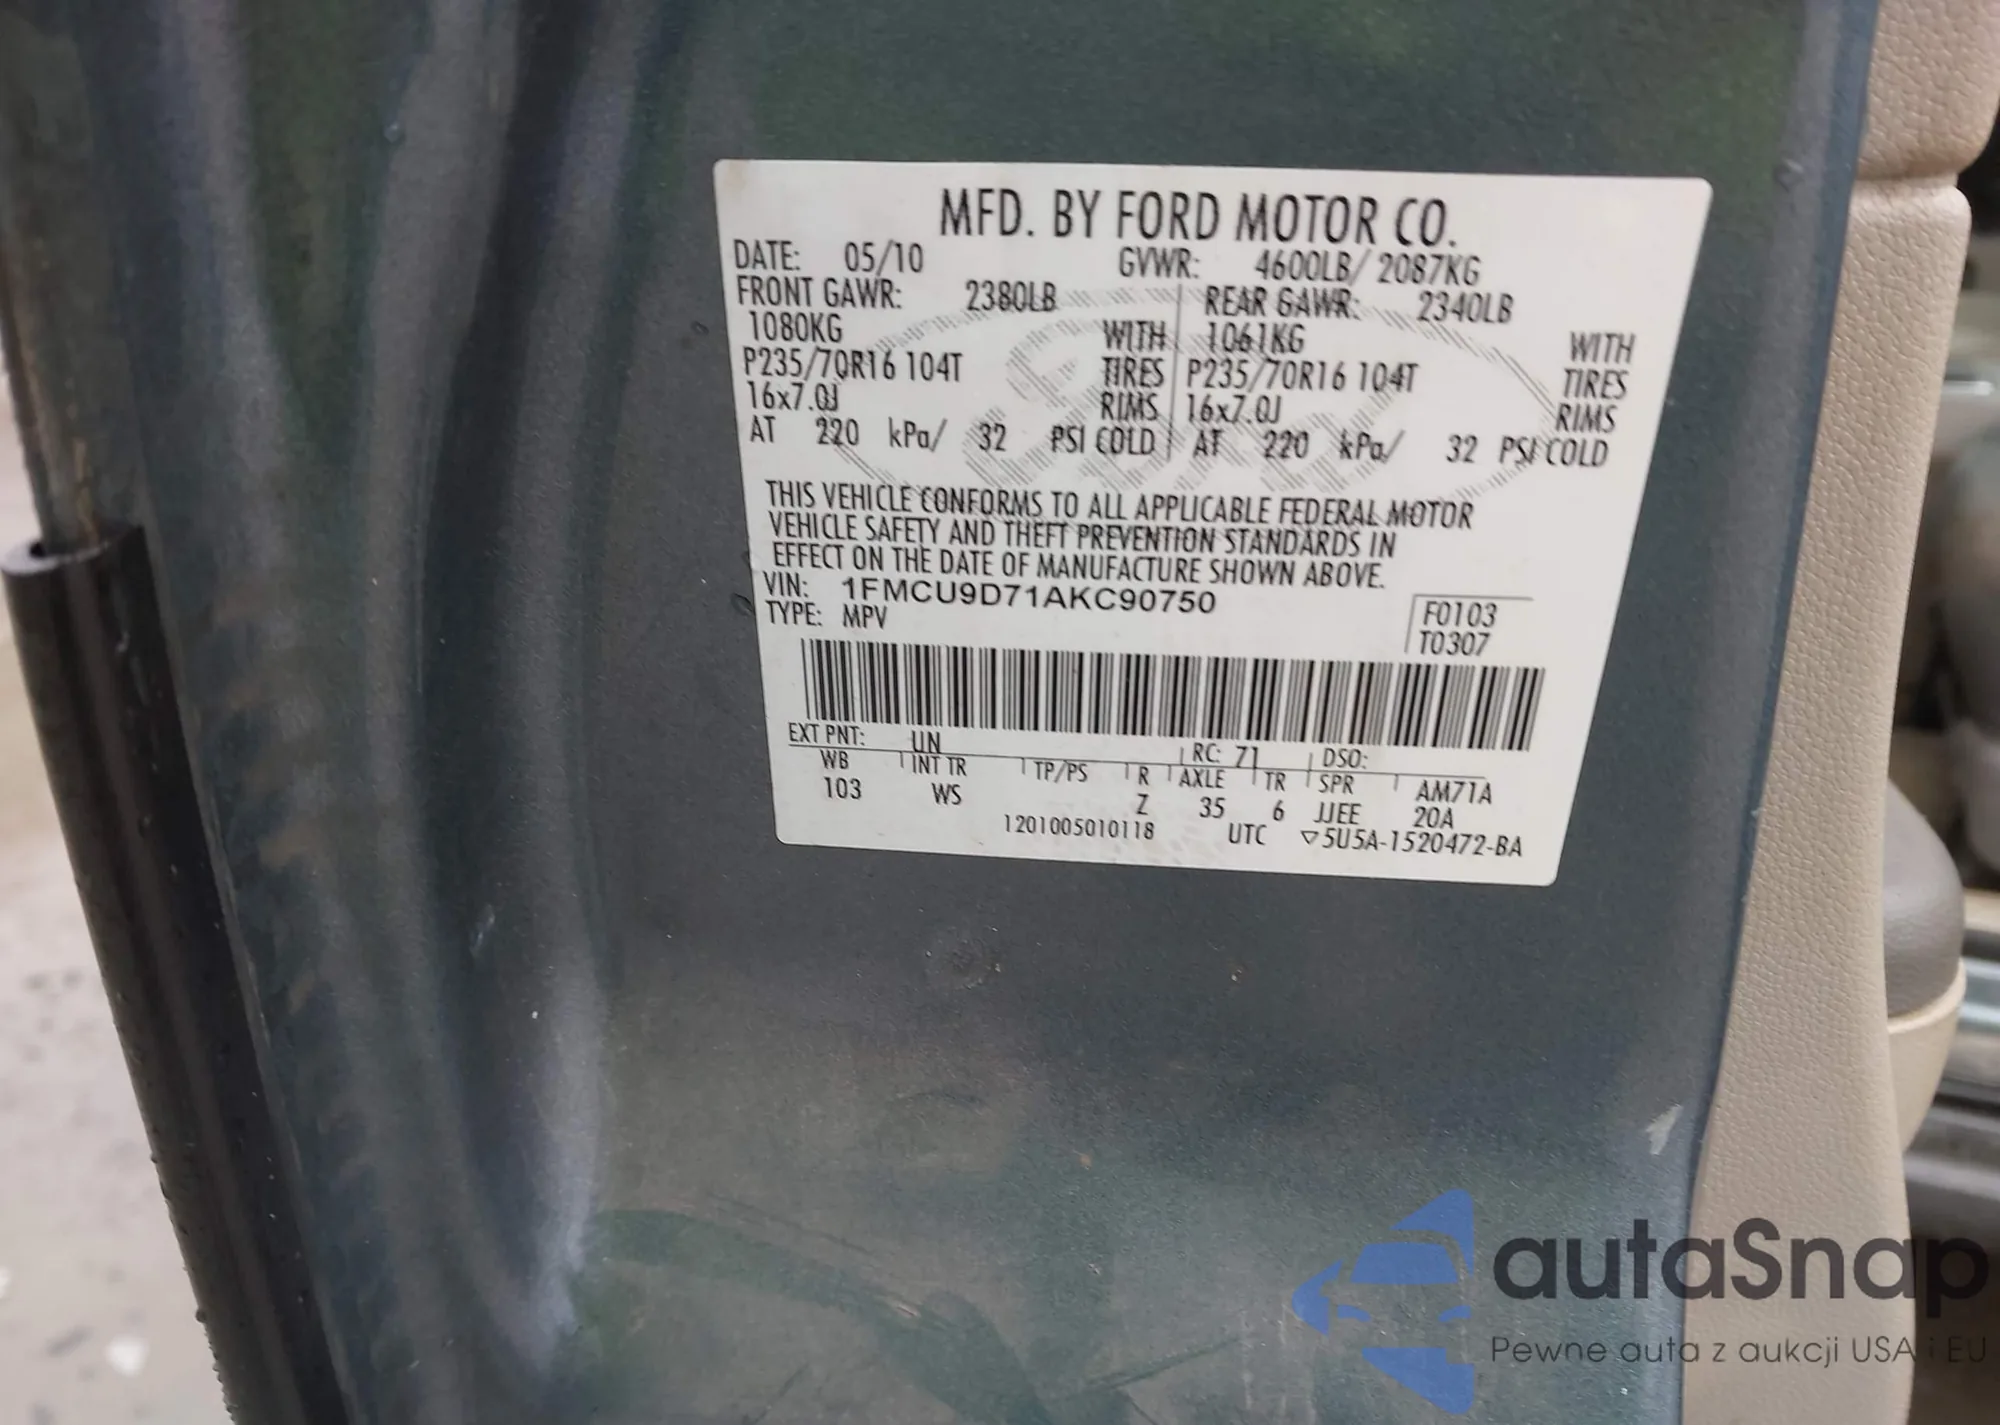 MFD. BY FORD MOTOR CO.
DATE: 05/10 GVWR: 4600LB/ 2087KG
FRONT GAWR: 2380LB REAR GAWR: 2340LB
1080KG WITH 1061KG WITH
P235/70R16 104T TIRES P235/70R16 104T TIRES
16x7.0J RIMS 16x7.0J RIMS
AT 220 kPa/ 32 PSI COLD AT 220 kPa/ 32 PSI COLD
THIS VEHICLE CONFORMS TO ALL APPLICABLE FEDERAL MOTOR
VEHICLE SAFETY AND THEFT PREVENTION STANDARDS IN
EFFECT ON THE DATE OF MANUFACTURE SHOWN ABOVE.
VIN: 1FMCU9D71AKC90750
TYPE: MPV
F0103
T0307
EXT PNT: UN RC: 71 DSO:
WB INT TR TP/PS R AXLE TR SPR AM71A
103 WS Z 35 6 JJEE 20A
1201005010118 UTC ▽5U5A-1520472-BA
autaSnap
Pewne auta z aukcji USA i EU